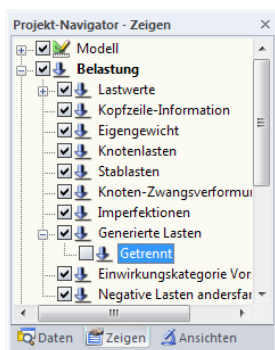 Projekt-Navigator - Zeigen
Modell
Belastung
Lastwerte
Kopfzeile-Information
Eigengewicht
Knotenlasten
Stablasten
Knoten-Zwangsverformu
Imperfektionen
Generierte Lasten
Getrennt
Einwirkungskategorie Vor
Negative Lasten andersfar
Daten Zeigen Ansichten